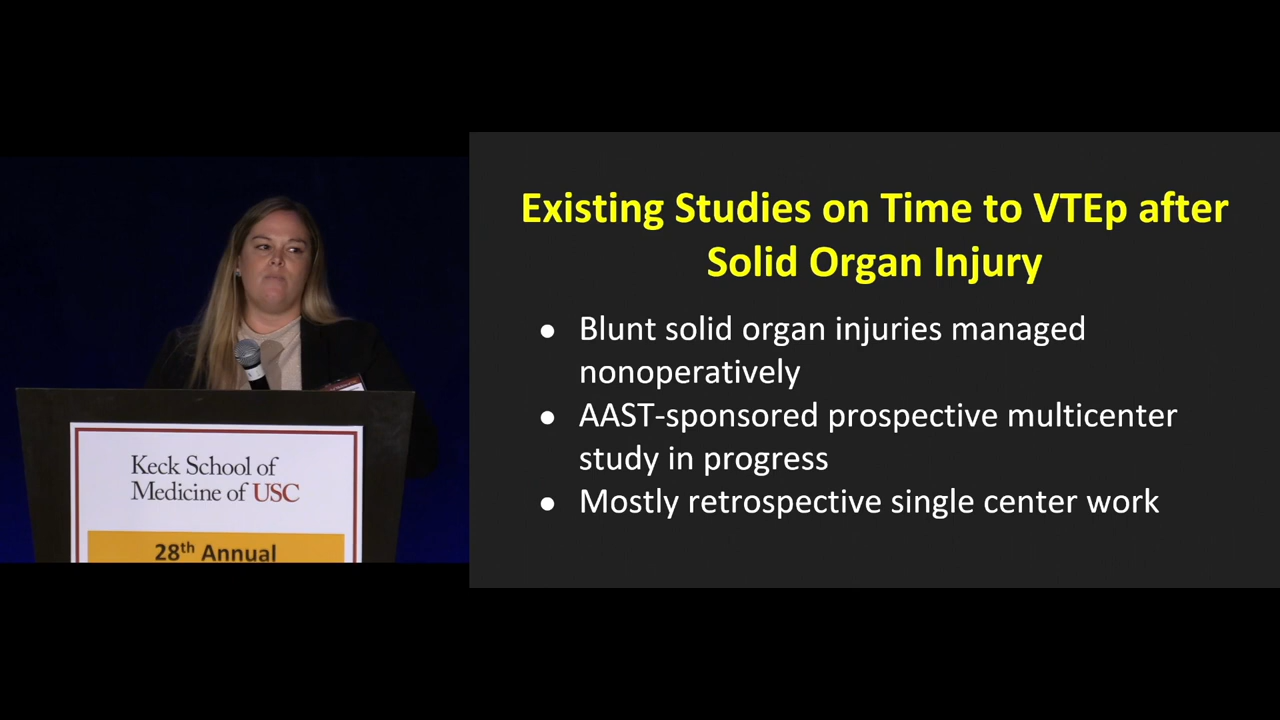 Existing Studies on Time to VTEp after
Solid Organ Injury
● Blunt solid organ injuries managed
nonoperatively
● AAST-sponsored prospective multicenter
study in progress
● Mostly retrospective single center work
Keck School of
Medicine of USC
28th Annual